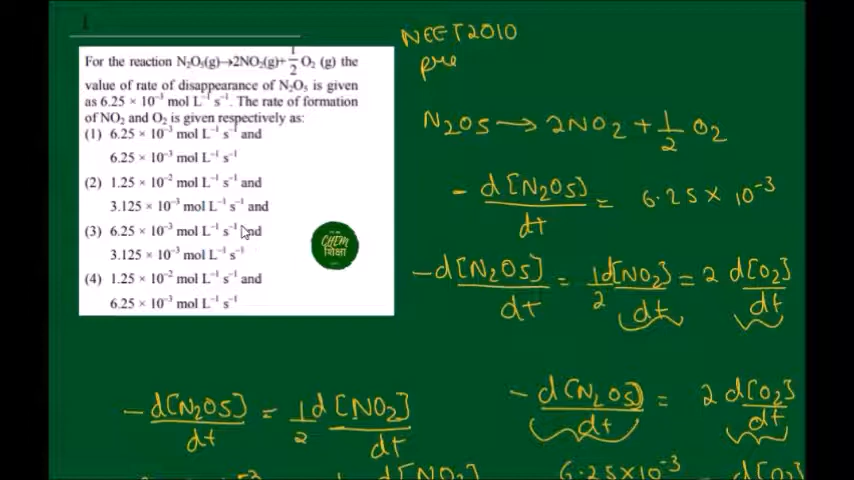 1
For the reaction N₂O₅(g)→2NO₂(g)+1/2 O₂ (g) the
value of rate of disappearance of N₂O₅ is given
as 6.25 × 10⁻³ mol L⁻¹ s⁻¹. The rate of formation
of NO₂ and O₂ is given respectively as:
(1) 6.25 × 10⁻³ mol L⁻¹ s⁻¹ and
6.25 × 10⁻³ mol L⁻¹ s⁻¹
(2) 1.25 × 10⁻² mol L⁻¹ s⁻¹ and
3.125 × 10⁻³ mol L⁻¹ s⁻¹ and
(3) 6.25 × 10⁻³ mol L⁻¹ s⁻¹ and
3.125 × 10⁻³ mol L⁻¹ s⁻¹
(4) 1.25 × 10⁻² mol L⁻¹ s⁻¹ and
6.25 × 10⁻³ mol L⁻¹ s⁻¹
CHEM
शिक्षा
NEET2010
pre
N2O5 → 2NO2 + 1/2 O2
- d[N2O5]/dt = 6.25 × 10⁻³
- d[N2O5]/dt = 1/2 d[NO2]/dt = 2 d[O2]/dt
- d[N2O5]/dt = 1/2 d[NO2]/dt
- d[N2O5]/dt = 2 d[O2]/dt
d[NO2]
6.25×10⁻³ = d[O2]